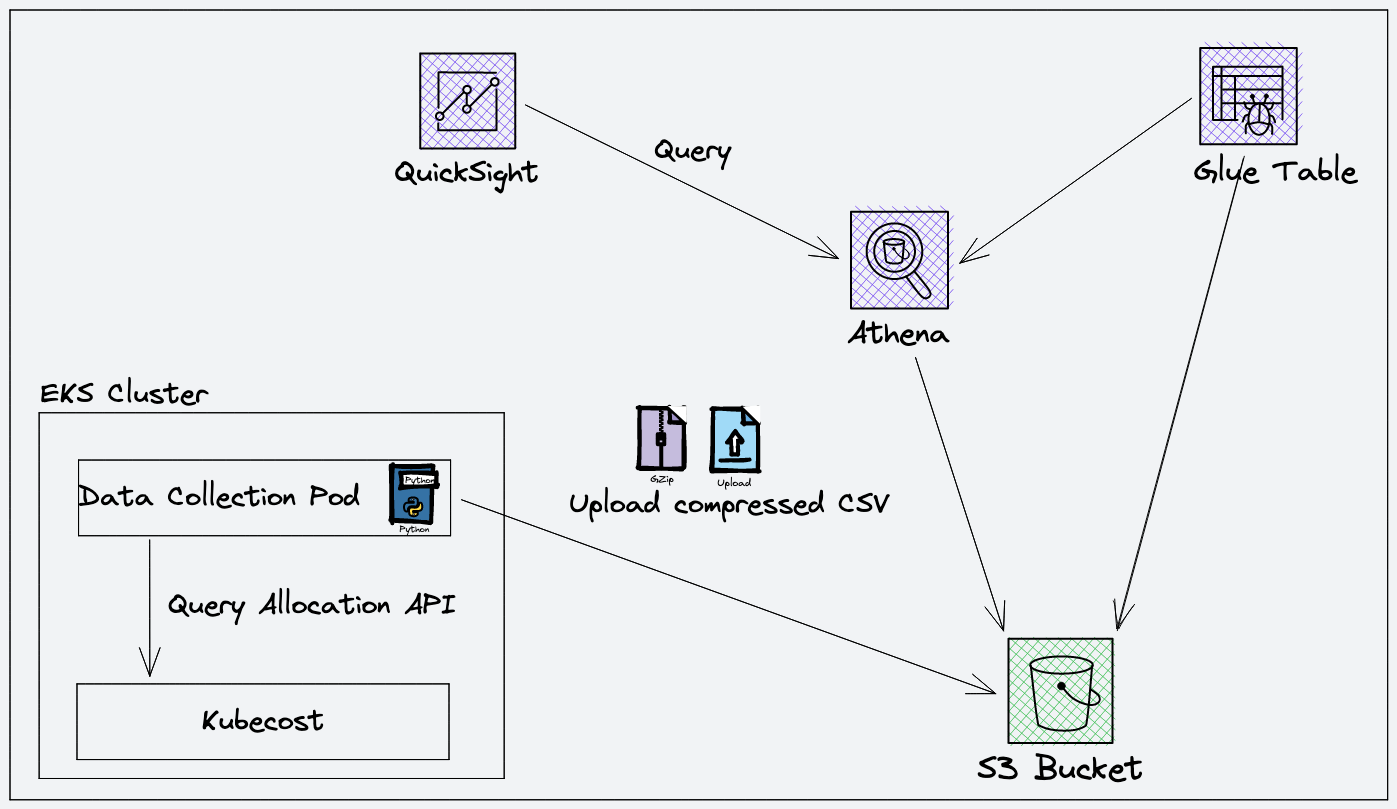 QuickSight
Query
Glue Table
Athena
EKS Cluster
Data Collection Pod
Python
Python
GZip
Upload
Upload compressed CSV
Query Allocation API
Kubecost
S3 Bucket